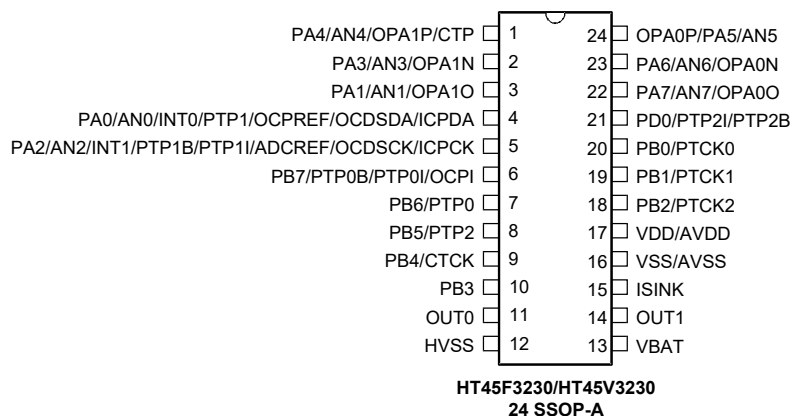 PA4/AN4/OPA1P/CTP 1 24 OPA0P/PA5/AN5
PA3/AN3/OPA1N 2 23 PA6/AN6/OPA0N
PA1/AN1/OPA1O 3 22 PA7/AN7/OPA0O
PA0/AN0/INT0/PTP1/OCPREF/OCDSDA/ICPDA 4 21 PD0/PTP2I/PTP2B
PA2/AN2/INT1/PTP1B/PTP1I/ADCREF/OCDSCK/ICPCK 5 20 PB0/PTCK0
PB7/PTP0B/PTP0I/OCPI 6 19 PB1/PTCK1
PB6/PTP0 7 18 PB2/PTCK2
PB5/PTP2 8 17 VDD/AVDD
PB4/CTCK 9 16 VSS/AVSS
PB3 10 15 ISINK
OUT0 11 14 OUT1
HVSS 12 13 VBAT
HT45F3230/HT45V3230
24 SSOP-A